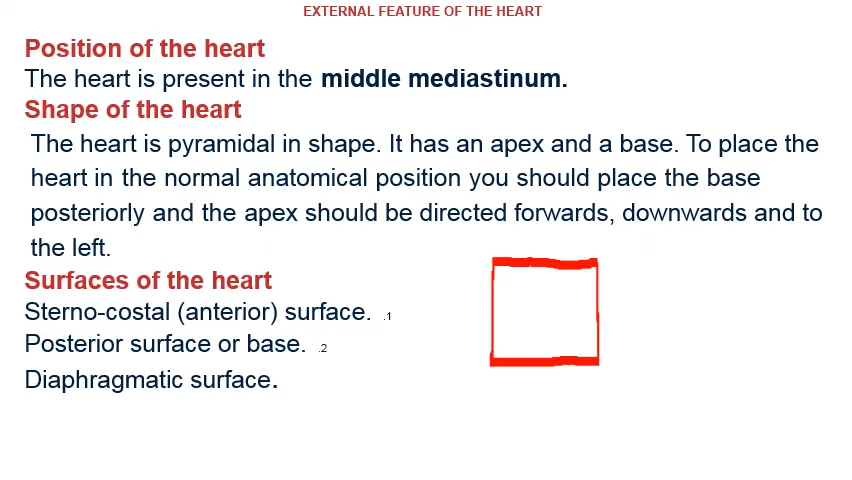 EXTERNAL FEATURE OF THE HEART
Position of the heart
The heart is present in the middle mediastinum.
Shape of the heart
The heart is pyramidal in shape. It has an apex and a base. To place the
heart in the normal anatomical position you should place the base
posteriorly and the apex should be directed forwards, downwards and to
the left.
Surfaces of the heart
Sterno-costal (anterior) surface. .1
Posterior surface or base. .2
Diaphragmatic surface.